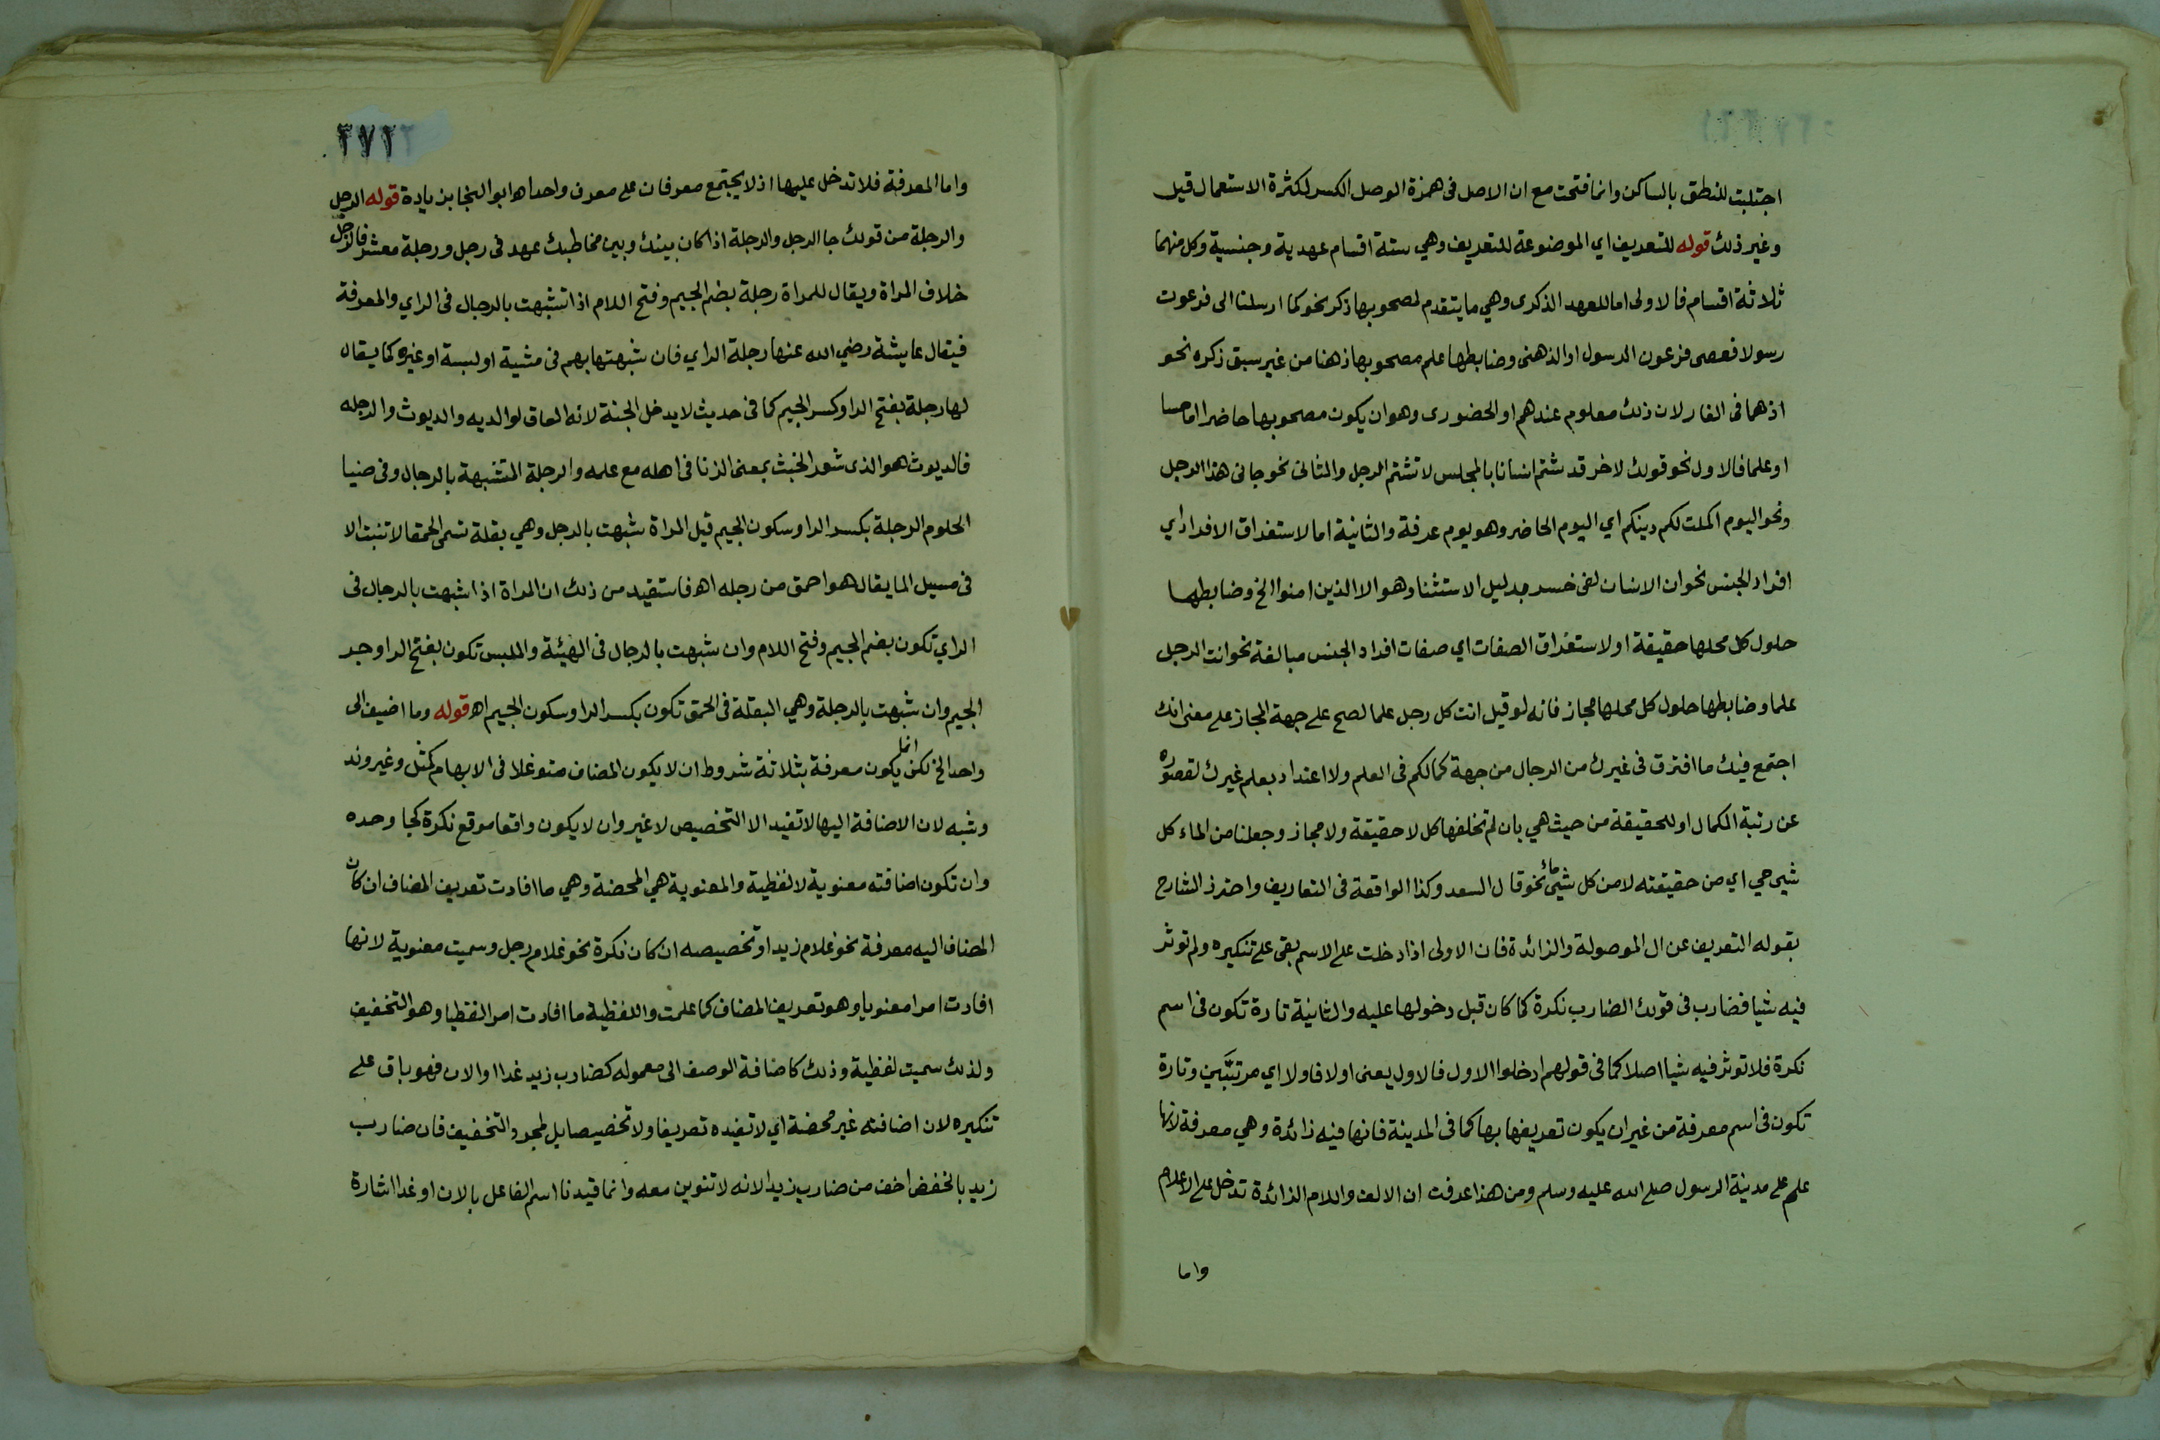 اجتلبت للنطق بالساكن وانما فتحت مع ان الاصل في همزة الوصل الكسر لكثرة الاستعمال قيل
وغير ذلك قوله للتعريف اي الموضوعة للتعريف وهي ستة اقسام عهدية وجنسية وكل منهما
ثلاثة اقسام فالاولى اما للعهد الذكرى وهي ما يتقدم لمصحوبها ذكر نحو كما ارسلنا الى فرعون
رسولا فعصى فرعون الرسول او الذهنى وضابطها علم مصحوبها ذهنا من غير سبق ذكره نحو
اذ هما في الغار لان ذلك معلوم عندهم او الحضورى وهو ان يكون مصحوبها حاضرا اما حسا
او علما فالاول نحو قولك لاخر قد شتم انسانا بالمجلس لا تشتم الرجل والثانى نحو جانى هذا الرجل
ونحو اليوم اكملت لكم دينكم اي اليوم الحاضر وهو يوم عرفة والثانية اما لاستغراق الافراد اي
افراد الجنس نحو ان الانسان لفي خسر بدليل الاستثنا وهو الا الذين امنوا الخ وضابطها
حلول كل محلها حقيقة او لاستغراق الصفات اي صفات افراد الجنس مبالغة نحو انت الرجل
علما وضابطها حلول كل محلها مجاز فانه لو قيل انت كل رجل علما لصح على جهة المجاز على معنى انك
اجتمع فيك ما افترق في غيرك من الرجال من جهة كمالكم في العلم ولا اعتداد بعلم غيرك لقصوره
عن رتبة الكمال او للحقيقة من حيث هي بان لم تخلفها كل لا حقيقة ولا مجاز وجعلنا من الماء كل
شيي حي اي من حقيقته لا من كل شيئ مائ نحو قال السعد وكذا الواقعة في التعاريف واحترز الشارح
بقوله التعريف عن ال الموصولة والزائدة فان الاولى اذا دخلت على الاسم بقى على تنكيره ولم توثر
فيه شيا فضارب في قولك الضارب نكرة كما كان قبل دخولها عليه والثانية تارة تكون في اسم
نكرة فلا توثر فيه شيا اصلا كما في قولهم ادخلوا الاول فالاول يعنى اولا فاولا اي مرتبين وتارة
تكون في اسم معرفة من غير ان يكون تعريفها بها كما في المدينة فانها فيه زائدة وهي معرفة لانها
علم على مدينة الرسول صلى الله عليه وسلم ومن هذا عرفت ان الالف واللام الزائدة تدخل على الاعلام
واما
٣٧٢
واما المعرفة فلا تدخل عليها اذ لا يجتمع معرفان على معرف واحد اه ابو النجا بزيادة قوله الرجل
والرجلة من قولك جا الرجل والرجلة اذا كان بينك وبين مخاطبك عهد في رجل ورجلة معشر فالرجل
خلاف المراة ويقال للمراة رجلة بضم الجيم وفتح اللام اذا تشبهت بالرجال في الراي والمعرفة
فيقال عايشة رضي الله عنها رجلة الراي فان شبهتها بهم في مشية او لبسة او غيره كما يقال
لها رجلة بفتح الرا وكسر الجيم كما في حديث لا يدخل الجنة لانه العاق لوالديه والديوث والرجله
فالديوث هو الذى شعر الخبث بمعنى الزنا في اهله مع علمه والرجلة المتشبهة بالرجال وفي ضيا
الحلوم الرجلة بكسر الرا وسكون الجيم قيل المراة شبهت بالرجل وهي بقلة تسمى الحمقا لا تنبت الا
في مسيل الما يقال هو احمق من رجله اه فاستفيد من ذلك ان المراة اذا شبهت بالرجال في
الراي تكون بضم الجيم وفتح اللام وان شبهت بالرجال في الهيئة والملبس تكون بفتح الرا وجر
الجيم وان شبهت بالرجلة وهي البقلة في الحمق تكون بكسر الرا وسكون الجيم اه قوله وما اضيف الى
واحد الخ لكن انما يكون معرفة بثلاثة شروط ان لا يكون المضاف متوغلا في الابهام كمثل وغير وند
وشبه لان الاضافة اليها لا تفيد الا التخصيص لا غير وان لا يكون واقعا موقع نكرة كجا وحده
وان تكون اضافته معنوية لا لفظية والمعنوية هي المحضة وهي ما افادت تعريف المضاف ان كان
المضاف اليه معرفة نحو غلام زيد او تخصيصه ان كان نكرة نحو غلام رجل وسميت معنوية لانها
افادت امرا معنويا وهو تعريف المضاف كما علمت واللفظية ما افادت امرا لفظيا وهو التخفيف
ولذلك سميت لفظية وذلك كاضافة الوصف الى معموله كضارب زيد غدا او الان فهو باق على
تنكيره لان اضافته غير محضة اي لا تفيده تعريفا ولا تخصيصا بل لمجرد التخفيف فان ضارب
زيد بالخفض اخف من ضارب زيدا لانه لا تنوين معه وانما قيدنا اسم الفاعل بالان او غدا اشارة